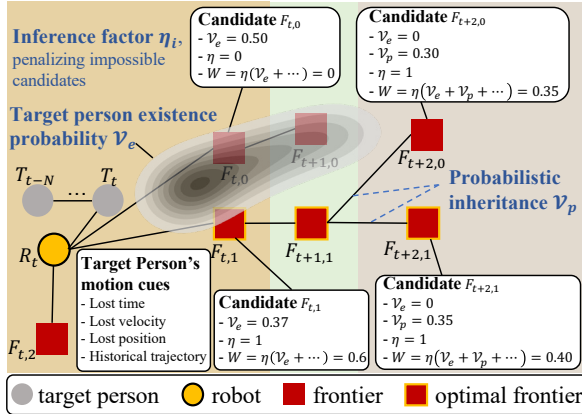 Inference factor η_i,
penalizing impossible
candidates
Target person existence
probability 𝒱_e
Candidate F_{t,0}
- 𝒱_e = 0.50
- η = 0
- W = η(𝒱_e + ⋯) = 0
Candidate F_{t+2,0}
- 𝒱_e = 0
- 𝒱_p = 0.30
- η = 1
- W = η(𝒱_e + 𝒱_p + ⋯) = 0.35
T_{t−N}
...
T_t
F_{t,0}
F_{t+1,0}
F_{t+2,0}
Probabilistic
inheritance 𝒱_p
R_t
F_{t,1}
F_{t+1,1}
F_{t+2,1}
F_{t,2}
Target Person's
motion cues
- Lost time
- Lost velocity
- Lost position
- Historical trajectory
Candidate F_{t,1}
- 𝒱_e = 0.37
- η = 1
- W = η(𝒱_e + ⋯) = 0.6
Candidate F_{t+2,1}
- 𝒱_e = 0
- 𝒱_p = 0.35
- η = 1
- W = η(𝒱_e + 𝒱_p + ⋯) = 0.40
target person
robot
frontier
optimal frontier